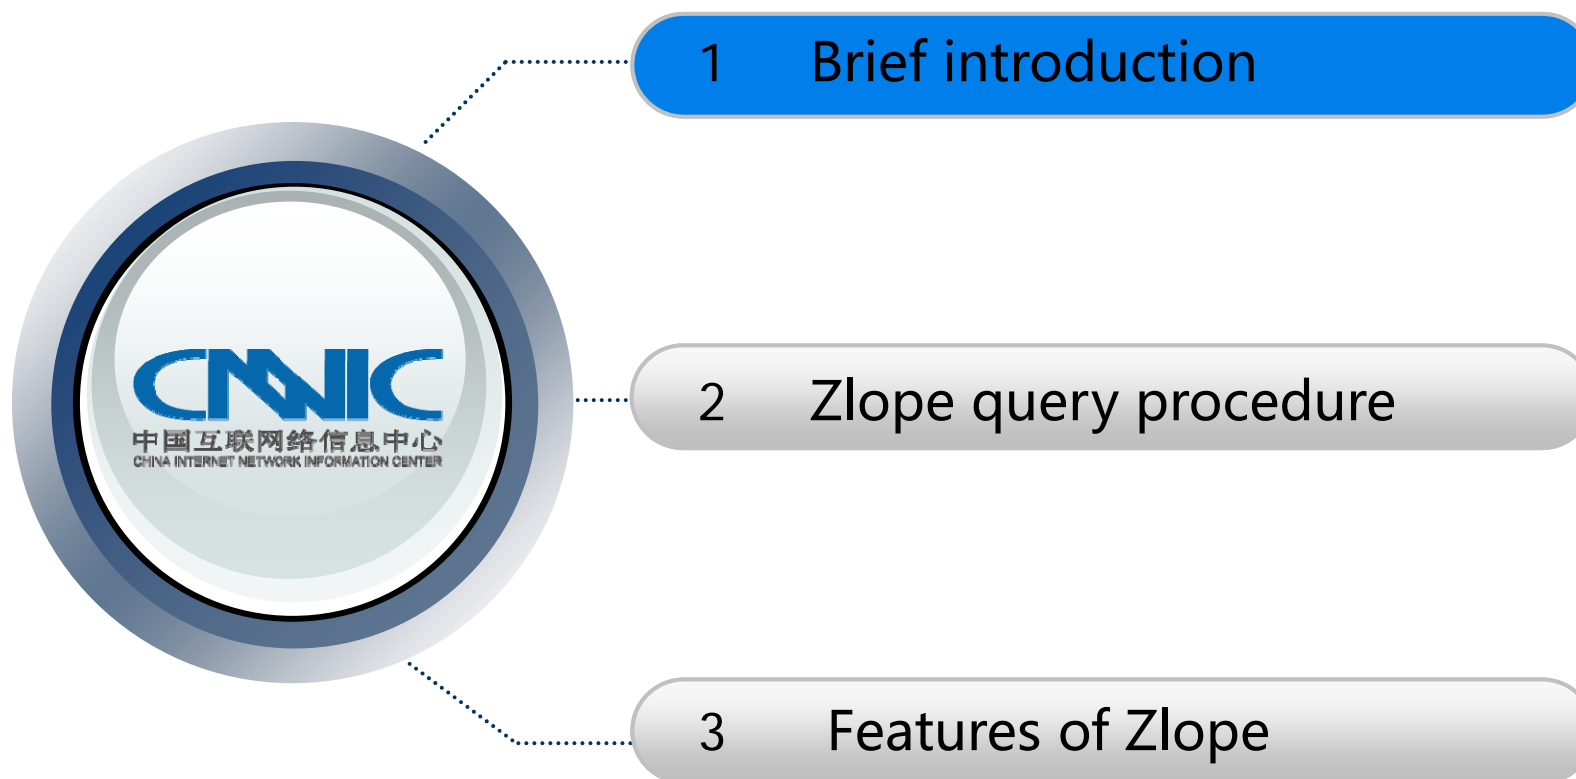 1 Brief introduction
CNNIC
中国互联网络信息中心
CHINA INTERNET NETWORK INFORMATION CENTER
2 Zlope query procedure
3 Features of Zlope